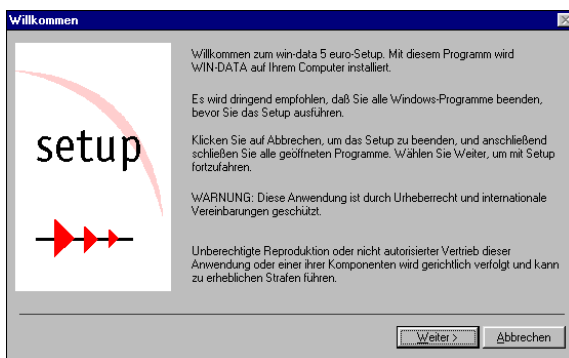 Willkommen
Willkommen zum win-data 5 euro-Setup. Mit diesem Programm wird
WIN-DATA auf Ihrem Computer installiert.
Es wird dringend empfohlen, daß Sie alle Windows-Programme beenden,
bevor Sie das Setup ausführen.
Klicken Sie auf Abbrechen, um das Setup zu beenden, und anschließend
schließen Sie alle geöffneten Programme. Wählen Sie Weiter, um mit Setup
fortzufahren.
WARNUNG: Diese Anwendung ist durch Urheberrecht und internationale
Vereinbarungen geschützt.
Unberechtigte Reproduktion oder nicht autorisierter Vertrieb dieser
Anwendung oder einer ihrer Komponenten wird gerichtlich verfolgt und kann
zu erheblichen Strafen führen.
setup
Weiter >
Abbrechen